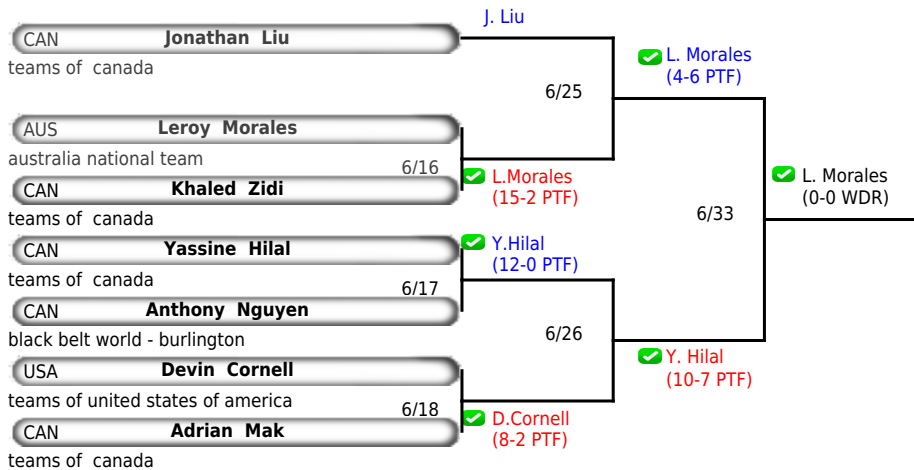 J. Liu
CAN Jonathan Liu
teams of canada
L. Morales
(4-6 PTF)
6/25
AUS Leroy Morales
australia national team
6/16
L.Morales
(15-2 PTF)
CAN Khaled Zidi
teams of canada
L. Morales
(0-0 WDR)
6/33
CAN Yassine Hilal
teams of canada
Y.Hilal
(12-0 PTF)
6/17
CAN Anthony Nguyen
black belt world - burlington
6/26
Y. Hilal
(10-7 PTF)
USA Devin Cornell
teams of united states of america
6/18
D.Cornell
(8-2 PTF)
CAN Adrian Mak
teams of canada